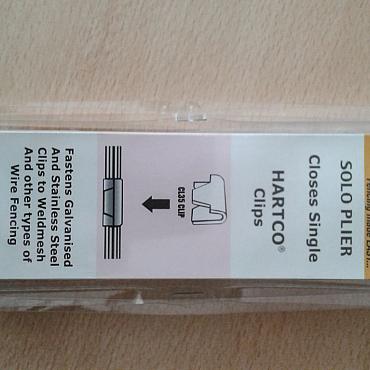 SOLO PLIER
Closes Single
HARTCO®
Clips
CL35 CLIP
Fastens Galvanised
And Stainless Steel
Clips to Weldmesh
And other types of
Wire Fencing